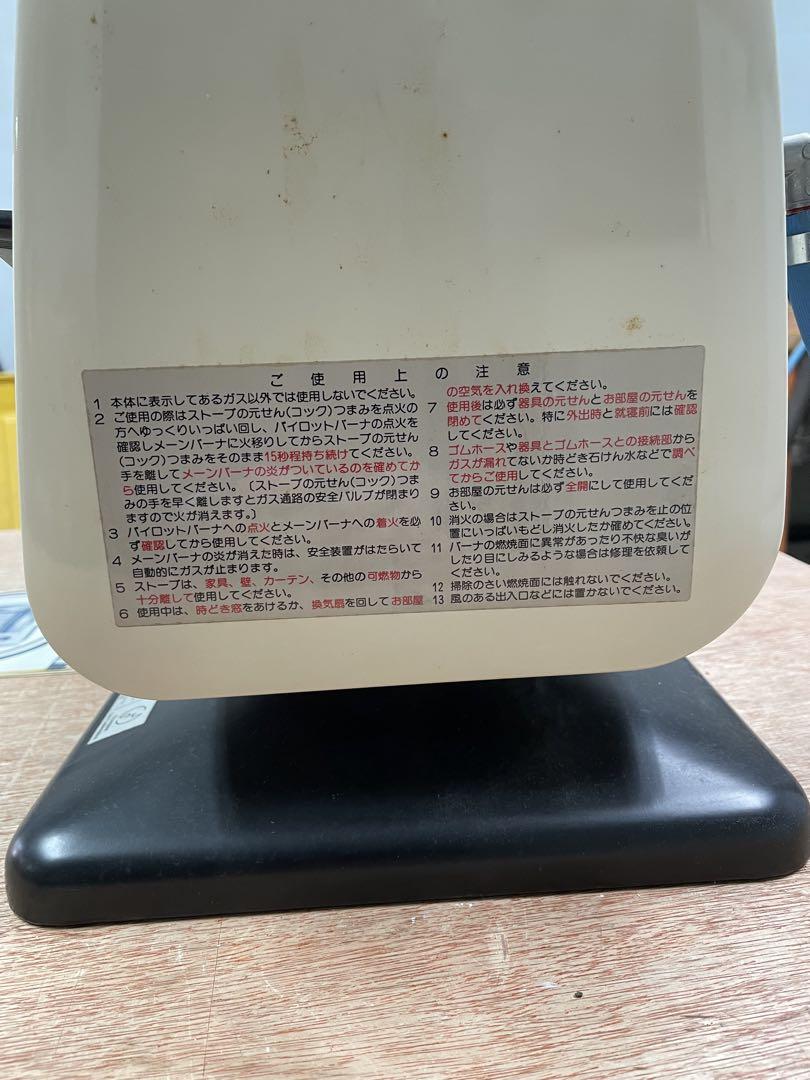 ご使用上の注意
1 本体に表示してあるガス以外では使用しないでください。
2 ご使用の際はストーブの元せん(コック)つまみを点火の
方へゆっくりいっぱい回し、パイロットバーナの点火を
確認しメーンバーナに火移りしてからストーブの元せん
(コック)つまみをそのまま15秒程持ち続けてください。
手を離してメーンバーナの炎がついているのを確めてか
ら使用してください。〔ストーブの元せん(コック)つま
みの手を早く離しますとガス通路の安全バルブが閉まり
ますので火が消えます。〕
3 パイロットバーナへの点火とメーンバーナへの着火を必
ず確認してから使用してください。
4 メーンバーナの炎が消えた時は、安全装置がはたらいて
自動的にガスが止まります。
5 ストーブは、家具、壁、カーテン、その他の可燃物から
十分離して使用してください。
6 使用中は、時どき窓をあけるか、換気扇を回してお部屋
の空気を入れ換えてください。
7 使用後は必ず器具の元せんとお部屋の元せんを
閉めてください。特に外出時と就寝前には確認
してください。
8 ゴムホースや器具とゴムホースとの接続部から
ガスが漏れてないか時どき石けん水などで調べ
てからご使用してください。
9 お部屋の元せんは必ず全開にして使用してくだ
さい。
10 消火の場合はストーブの元せんつまみを止の位
置にいっぱいもどし消火したか確めてください。
11 バーナの燃焼面に異常があったり不快な臭いが
したり目にしみるような場合は修理を依頼して
ください。
12 掃除のさい燃焼面には触れないでください。
13 風のある出入口などには置かないでください。